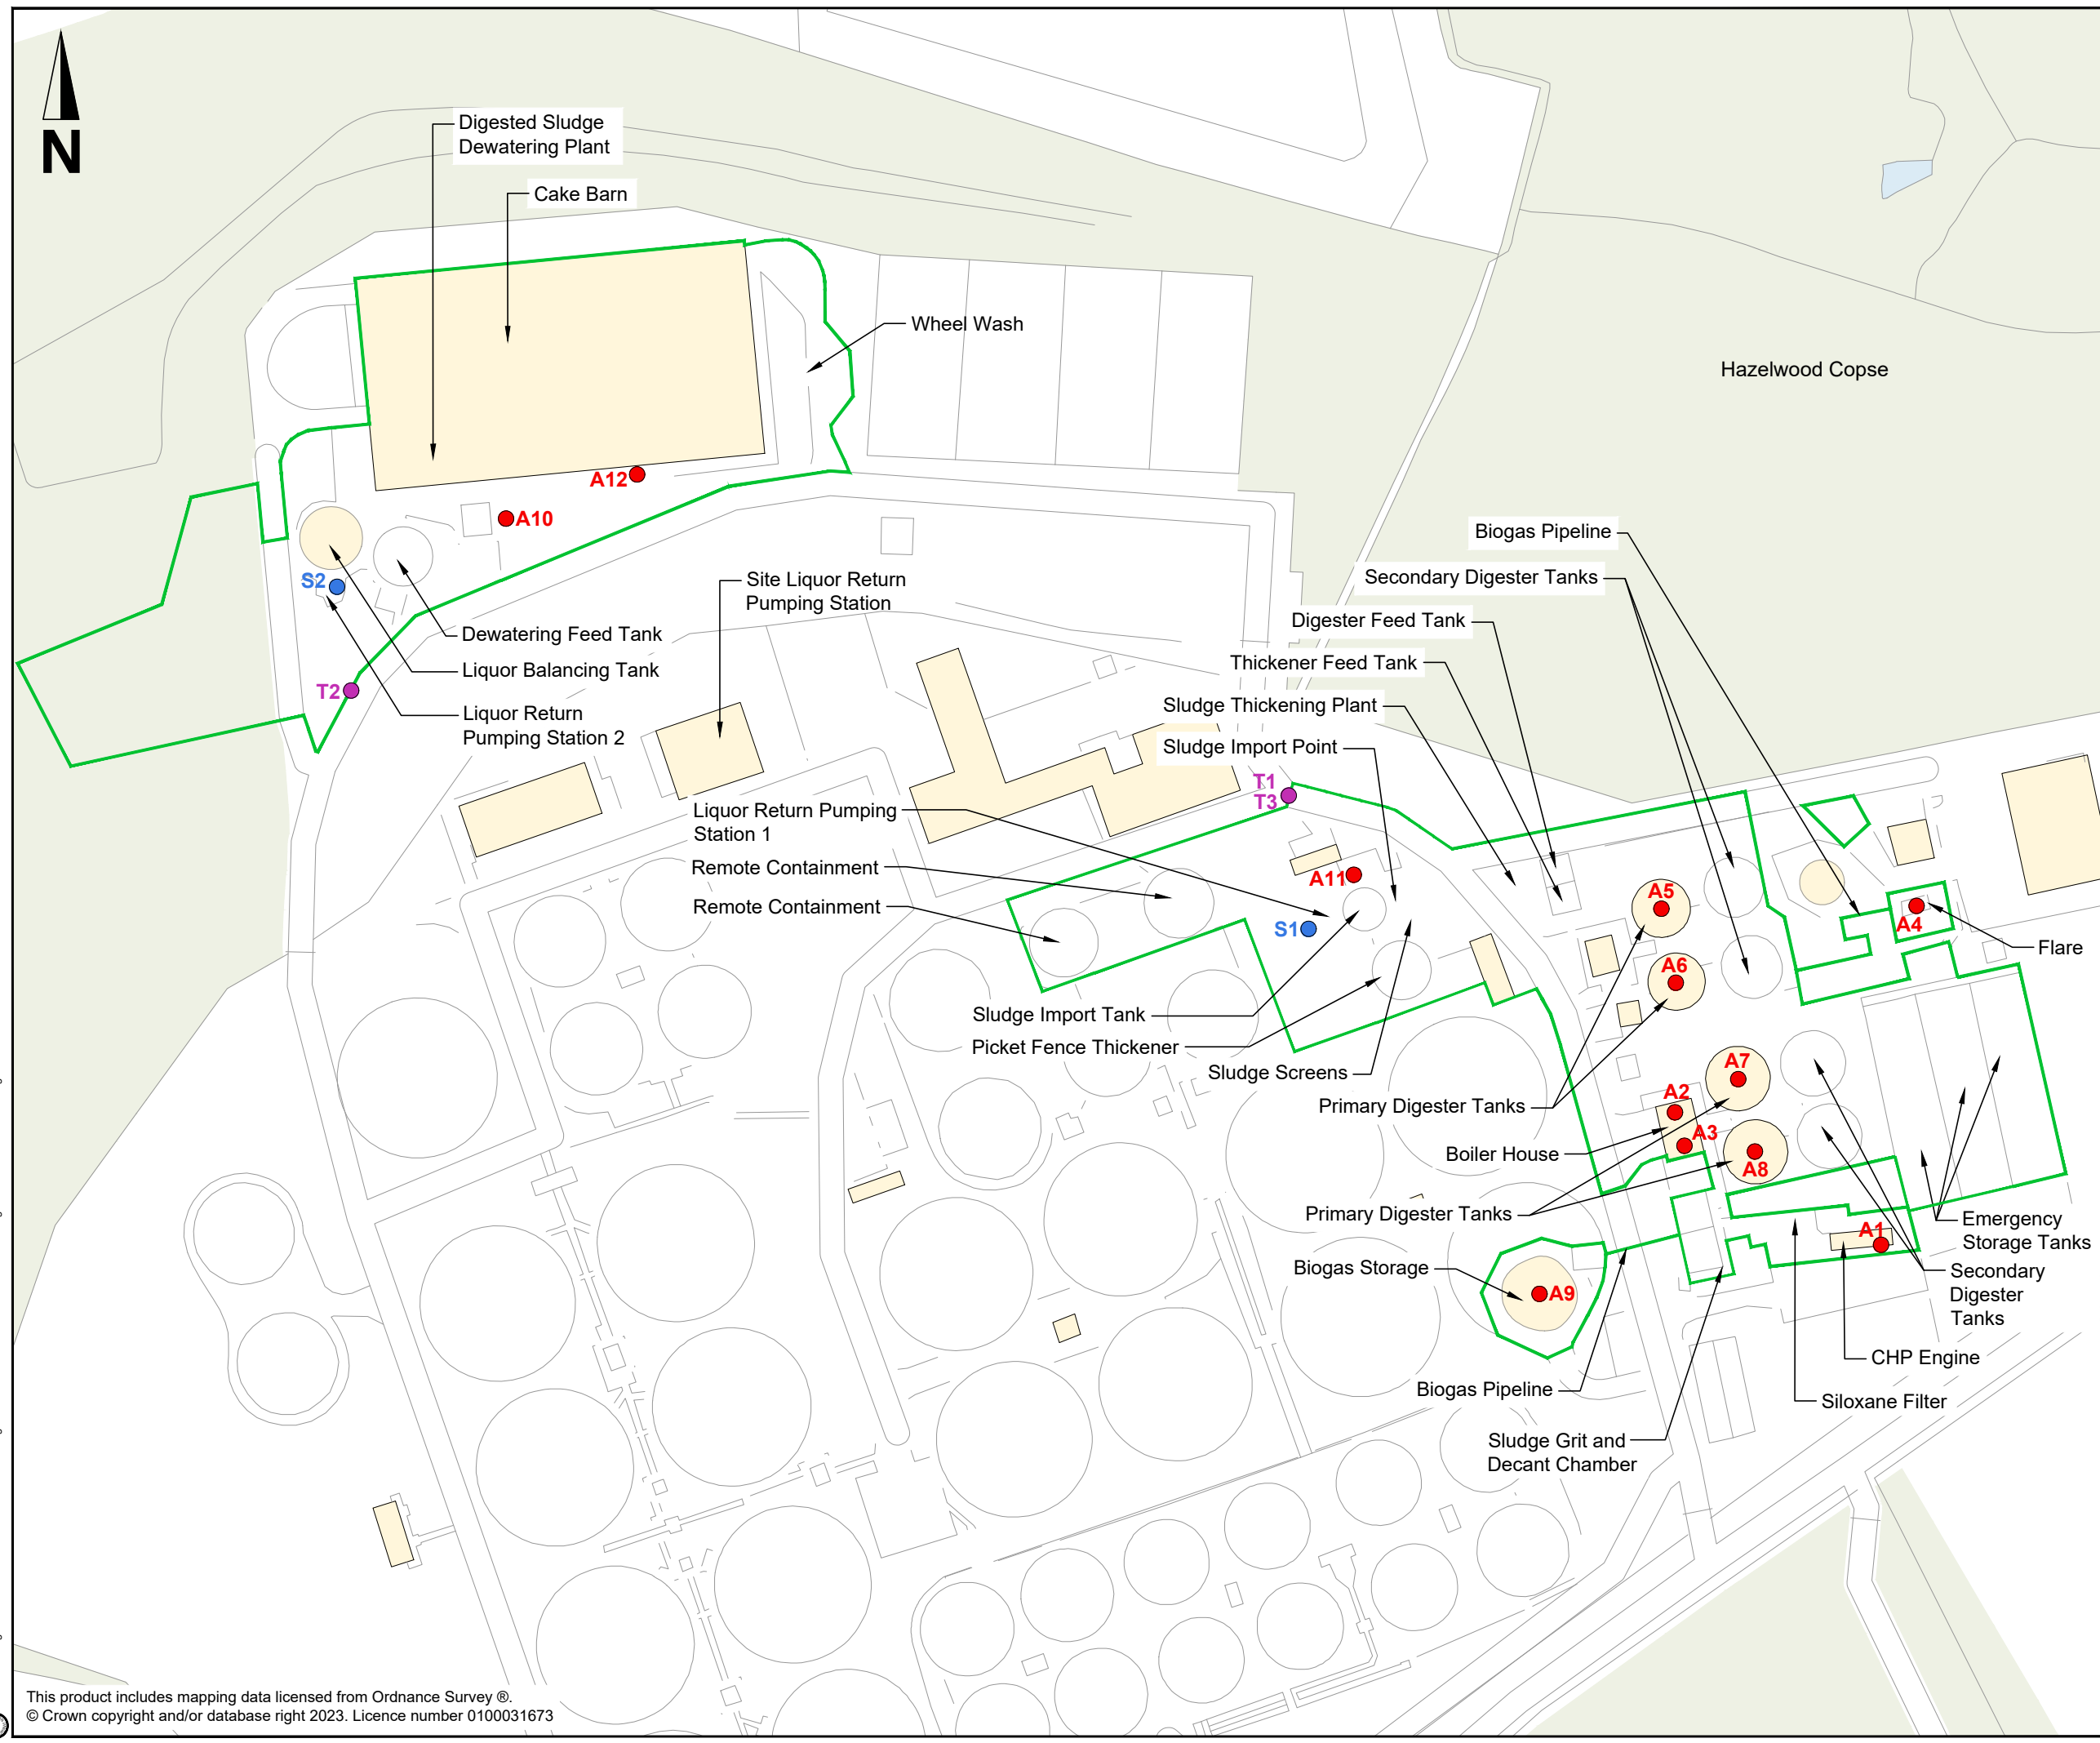 N
Digested Sludge
Dewatering Plant
Cake Barn
Wheel Wash
Hazelwood Copse
A12
A10
S2
T2
Dewatering Feed Tank
Liquor Balancing Tank
Liquor Return
Pumping Station 2
Site Liquor Return
Pumping Station
Biogas Pipeline
Secondary Digester Tanks
Digester Feed Tank
Thickener Feed Tank
Sludge Thickening Plant
Sludge Import Point
T1
T3
Liquor Return Pumping
Station 1
Remote Containment
Remote Containment
A11
S1
A5
A6
A4
Flare
Sludge Import Tank
Picket Fence Thickener
Sludge Screens
Primary Digester Tanks
A7
A2
A3
A8
Boiler House
Primary Digester Tanks
A1
Emergency
Storage Tanks
Biogas Storage
A9
Secondary
Digester
Tanks
CHP Engine
Biogas Pipeline
Siloxane Filter
Sludge Grit and
Decant Chamber
This product includes mapping data licensed from Ordnance Survey ®.
© Crown copyright and/or database right 2023. Licence number 0100031673